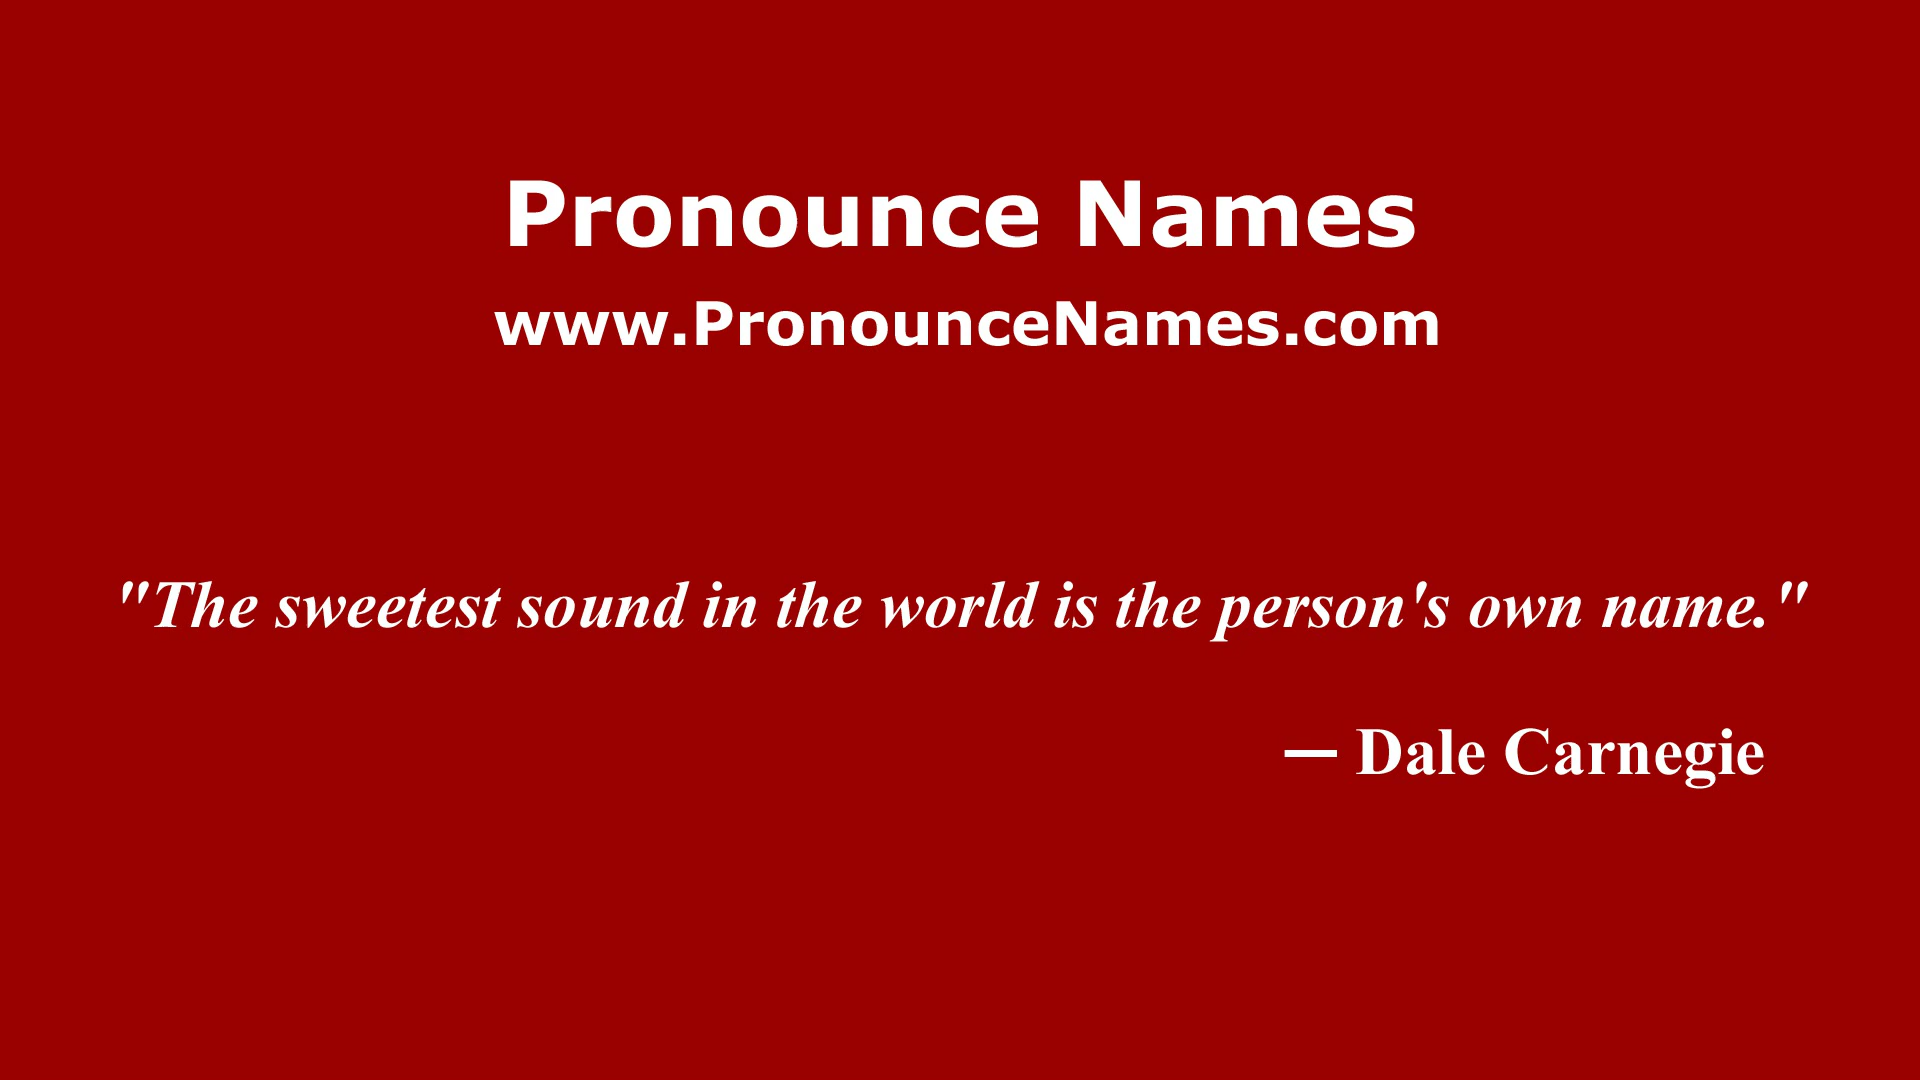 Pronounce Names
www.PronounceNames.com
"The sweetest sound in the world is the person's own name."
— Dale Carnegie